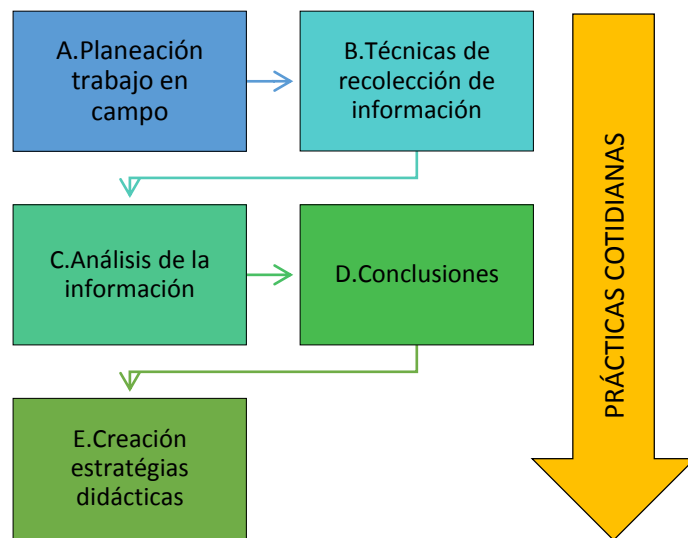 A.Planeación
trabajo en
campo
B.Técnicas de
recolección de
información
C.Análisis de la
información
D.Conclusiones
E.Creación
estratégias
didácticas
PRÁCTICAS COTIDIANAS